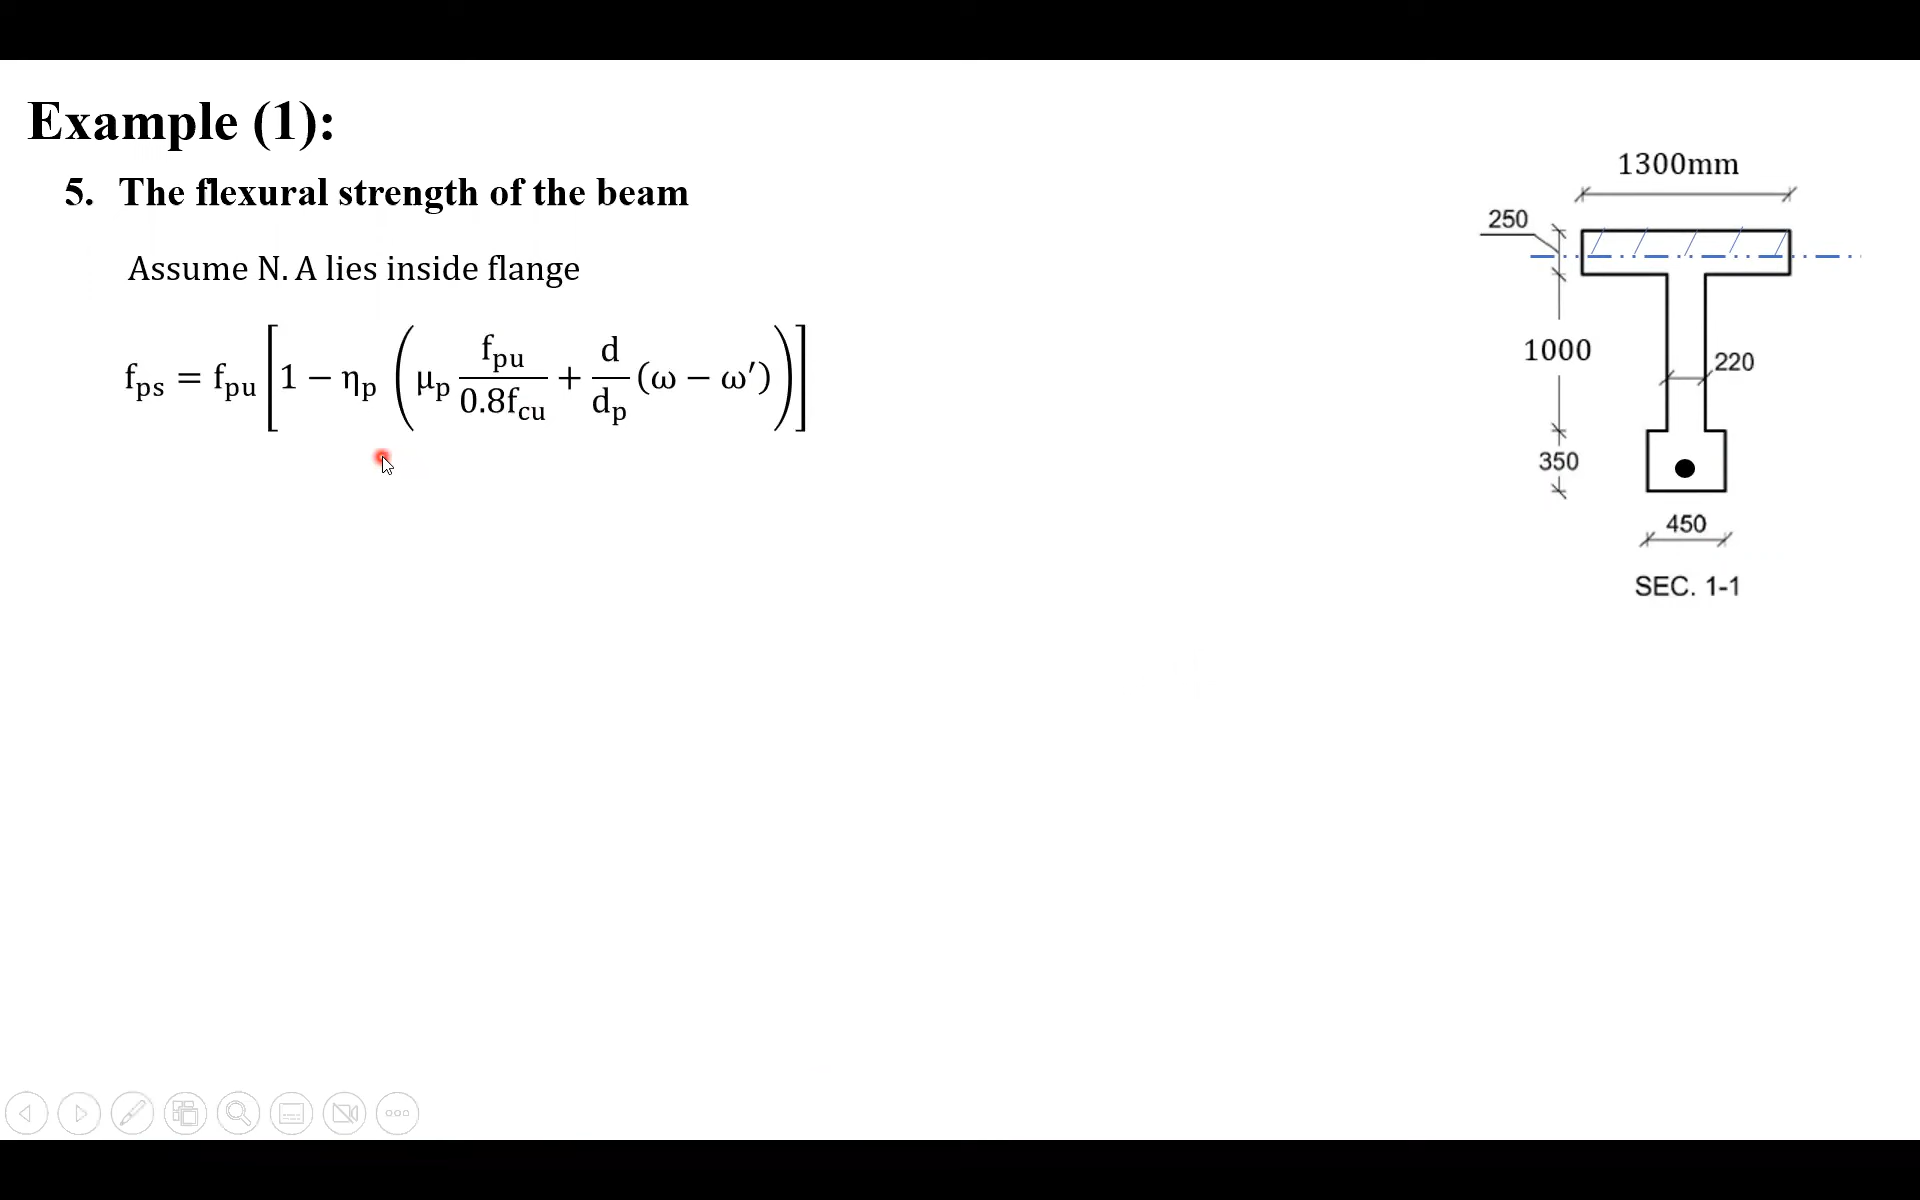 Example (1):
5. The flexural strength of the beam
Assume N. A lies inside flange
f_ps = f_pu [1 − η_p (μ_p f_pu / 0.8f_cu + d / d_p (ω − ω′))]
1300mm
250
1000
220
350
450
SEC. 1-1